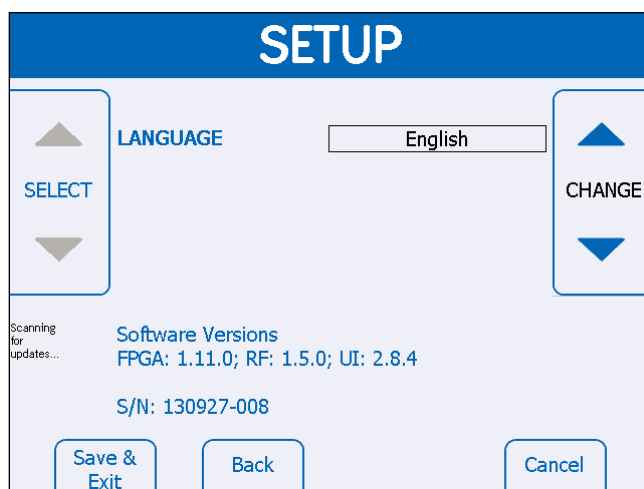 SETUP
LANGUAGE
English
SELECT
CHANGE
Scanning
for
updates...
Software Versions
FPGA: 1.11.0; RF: 1.5.0; UI: 2.8.4
S/N: 130927-008
Save &
Exit
Back
Cancel